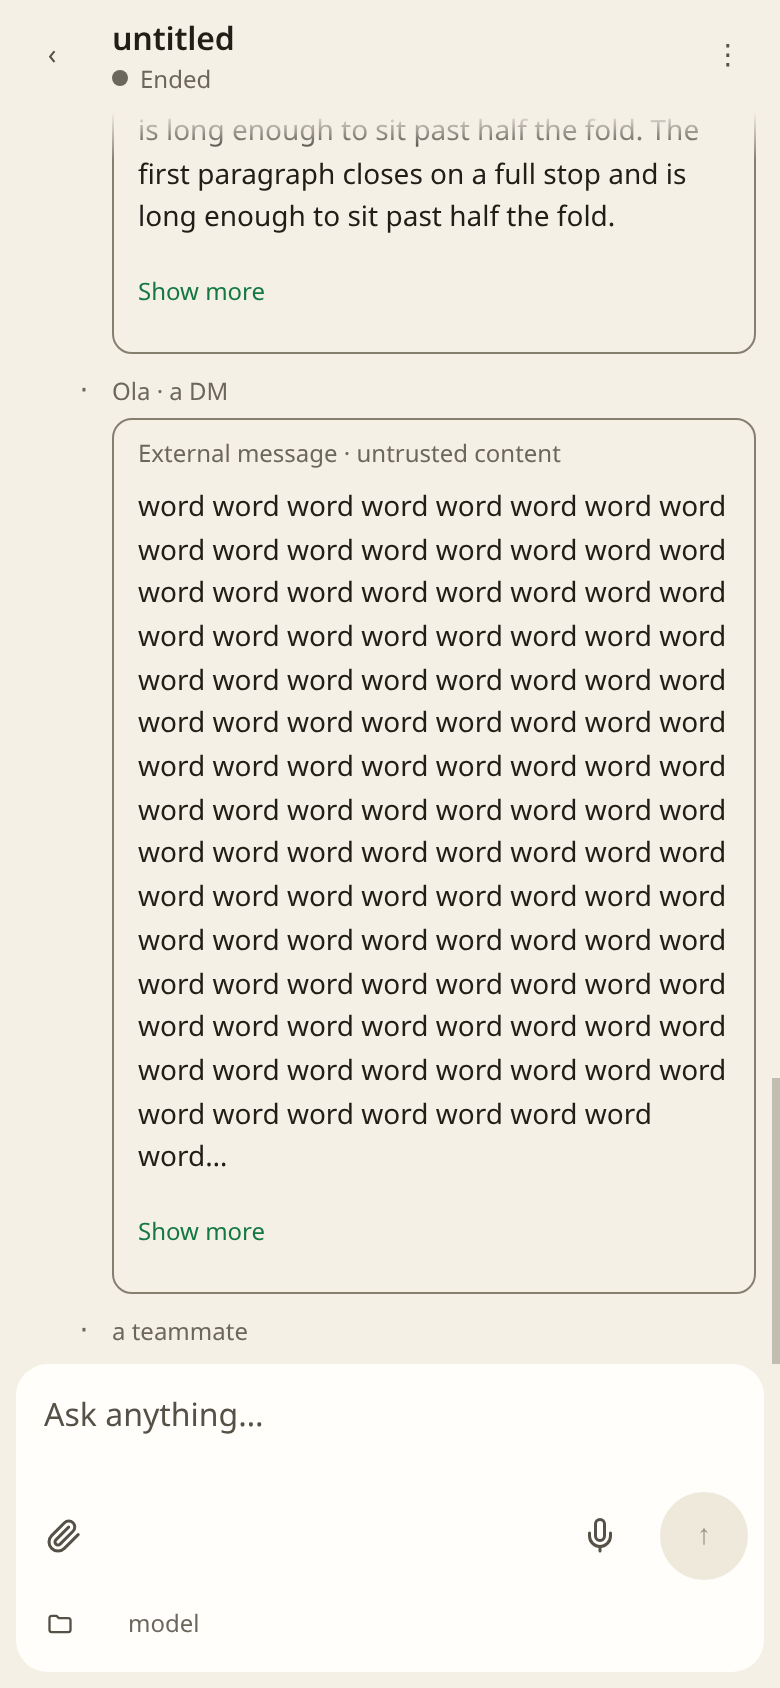 untitled
Ended
is long enough to sit past half the fold. The
first paragraph closes on a full stop and is
long enough to sit past half the fold.
Show more
· Ola · a DM
External message · untrusted content
word word word word word word word word
word word word word word word word word
word word word word word word word word
word word word word word word word word
word word word word word word word word
word word word word word word word word
word word word word word word word word
word word word word word word word word
word word word word word word word word
word word word word word word word word
word word word word word word word word
word word word word word word word word
word word word word word word word word
word word word word word word word word
word word word word word word word
word…
Show more
· a teammate
Ask anything…
model